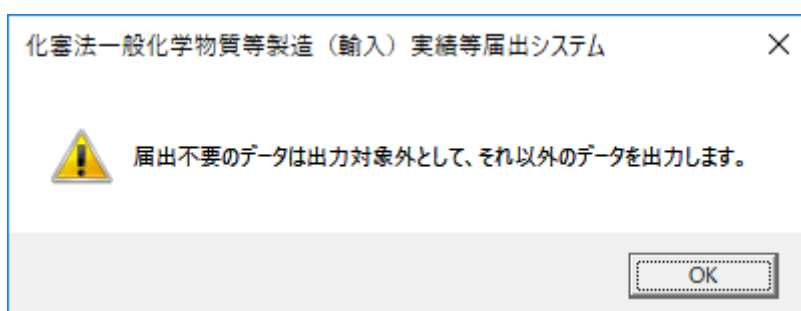 化審法一般化学物質等製造（輸入）実績等届出システム
届出不要のデータは出力対象外として、それ以外のデータを出力します。
OK